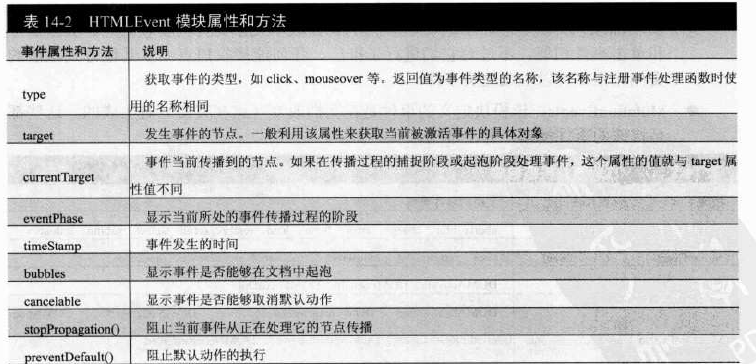 表 14-2 HTMLEvent 模块属性和方法
事件属性和方法 说明
type 获取事件的类型，如 click、mouseover 等。返回值为事件类型的名称，该名称与注册事件处理函数时使
用的名称相同
target 发生事件的节点。一般利用该属性来获取当前被激活事件的具体对象
currentTarget 事件当前传播到的节点。如果在传播过程的捕捉阶段或起泡阶段处理事件，这个属性的值就与 target 属
性值不同
eventPhase 显示当前所处的事件传播过程的阶段
timeStamp 事件发生的时间
bubbles 显示事件是否能够在文档中起泡
cancelable 显示事件是否能够取消默认动作
stopPropagation() 阻止当前事件从正在处理它的节点传播
preventDefault() 阻止默认动作的执行